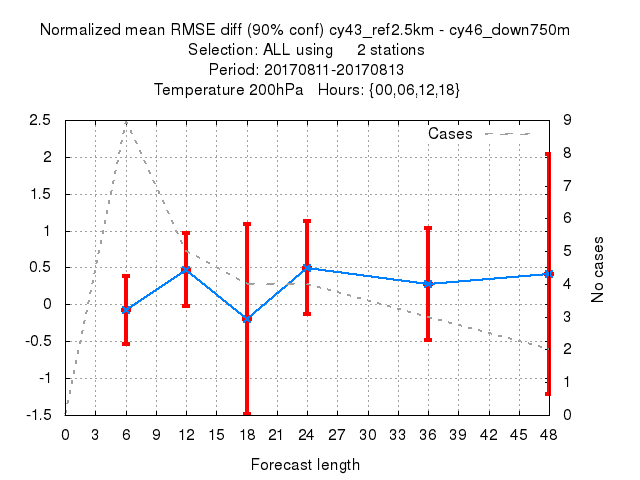 Normalized mean RMSE diff (90% conf) cy43_ref2.5km - cy46_down750m
Selection: ALL using 2 stations
Period: 20170811-20170813
Temperature 200hPa Hours: {00,06,12,18}
Cases
2.5
2
1.5
1
0.5
0
-0.5
-1
-1.5
9
8
7
6
5
4
3
2
1
0
No cases
0 3 6 9 12 15 18 21 24 27 30 33 36 39 42 45 48
Forecast length